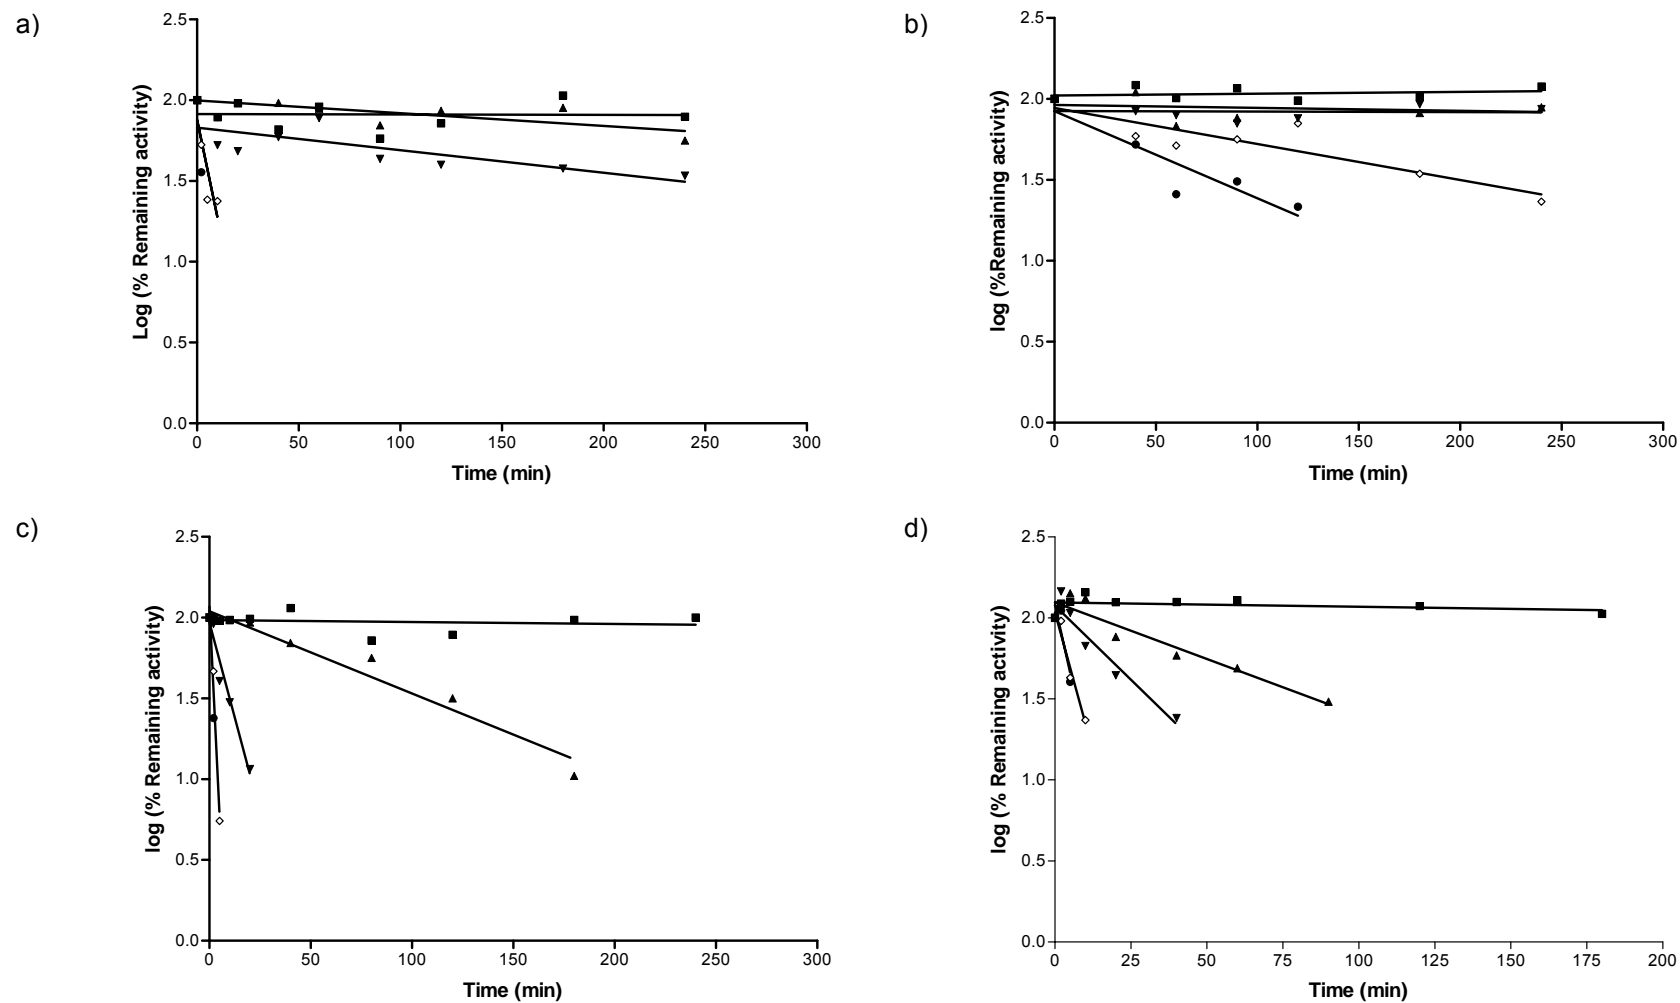 a)
2.5
2.0
1.5
1.0
0.5
0.0
Log (% Remaining activity)
0 50 100 150 200 250 300
Time (min)
b)
2.5
2.0
1.5
1.0
0.5
0.0
log (%Remaining activity)
0 50 100 150 200 250 300
Time (min)
c)
2.5
2.0
1.5
1.0
0.5
0.0
log (% Remaining activity)
0 50 100 150 200 250 300
Time (min)
d)
2.5
2.0
1.5
1.0
0.5
0.0
log (% Remaining activity)
0 25 50 75 100 125 150 175 200
Time (min)